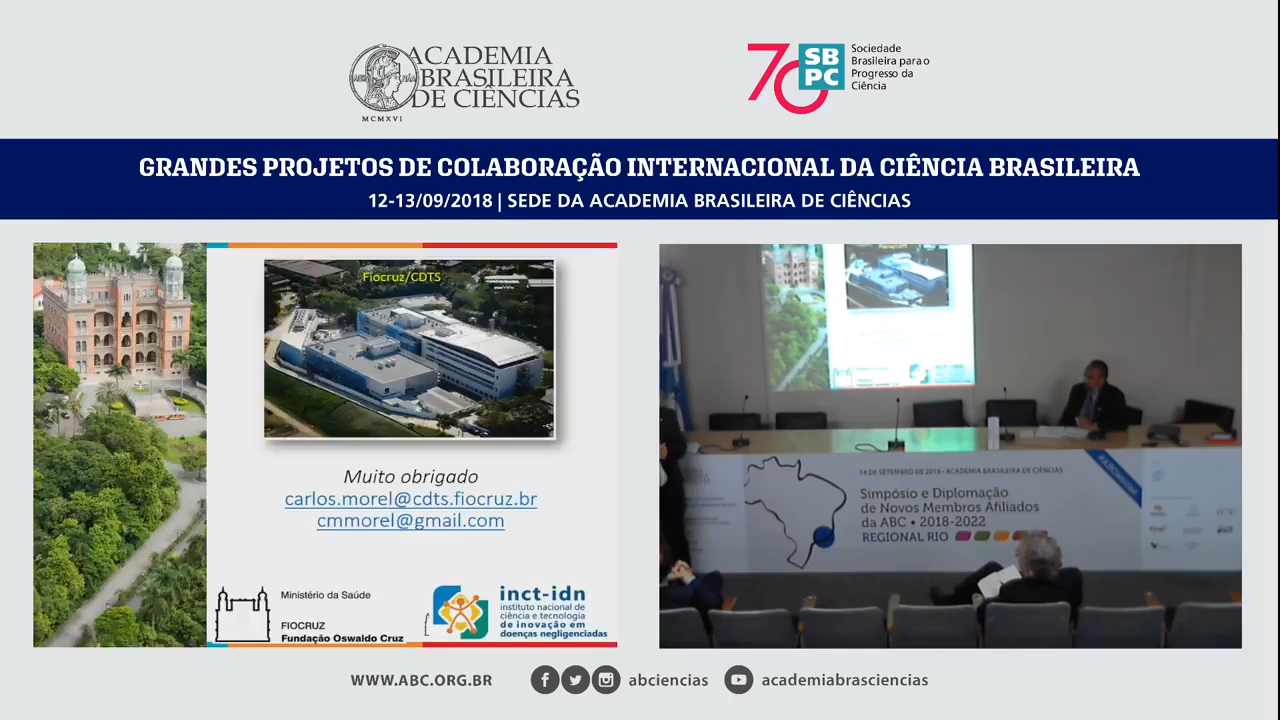 ACADEMIA
BRASILEIRA
DE CIÊNCIAS
MCMXVI
70
SB
PC
Sociedade
Brasileira para o
Progresso da
Ciência
GRANDES PROJETOS DE COLABORAÇÃO INTERNACIONAL DA CIÊNCIA BRASILEIRA
12-13/09/2018 | SEDE DA ACADEMIA BRASILEIRA DE CIÊNCIAS
Fiocruz/CDTS
Muito obrigado
carlos.morel@cdts.fiocruz.br
cmmorel@gmail.com
Ministério da Saúde
FIOCRUZ
Fundação Oswaldo Cruz
inct-idn
instituto nacional de
ciência e tecnologia
de inovação em
doenças negligenciadas
14 DE SETEMBRO DE 2018 • ACADEMIA BRASILEIRA DE CIÊNCIAS
Simpósio e Diplomação
de Novos Membros Afiliados
da ABC • 2018-2022
REGIONAL RIO
WWW.ABC.ORG.BR
abciencias
academiabrasciencias